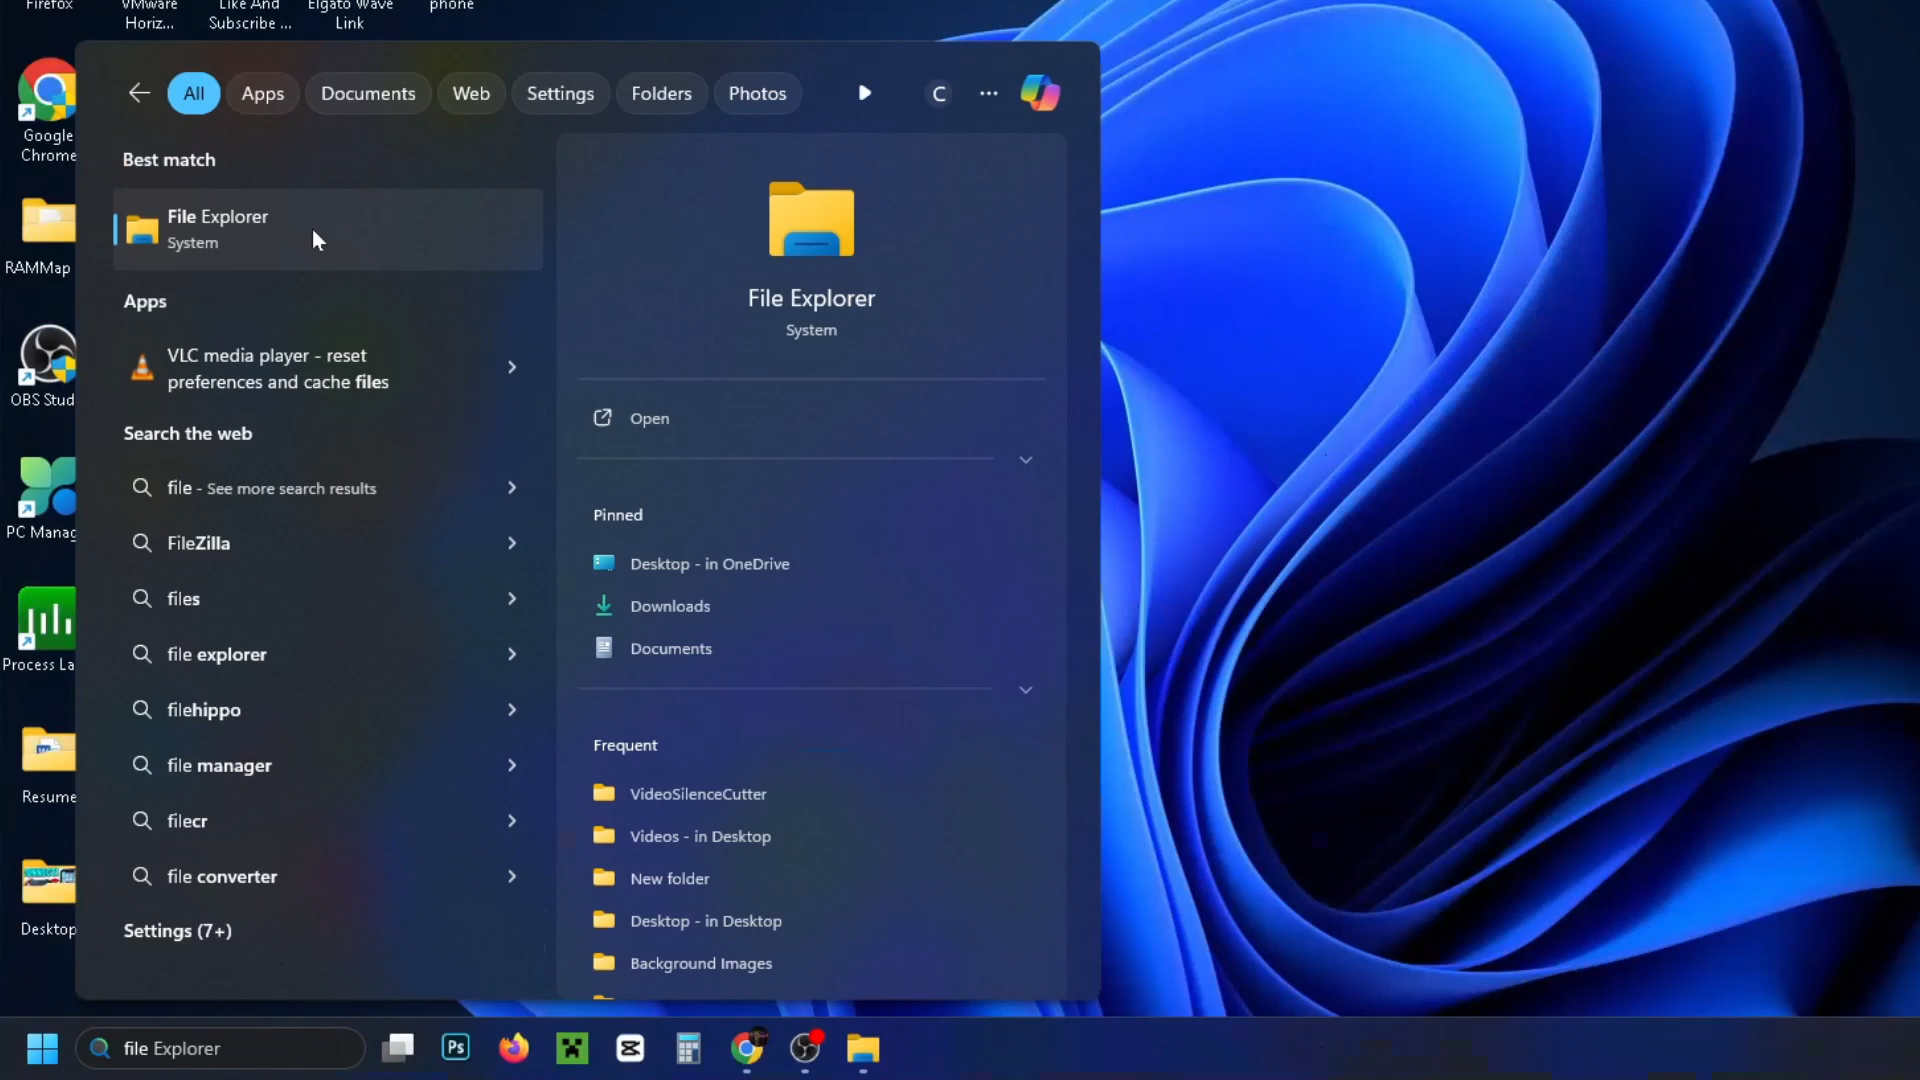 Firefox
VMware
Horiz...
Like And
Subscribe ...
Elgato Wave
Link
phone
Google
Chrome
RAMMap
OBS Stud
PC Manag
Process La
Resume
Desktop
All
Apps
Documents
Web
Settings
Folders
Photos
C
Best match
File Explorer
System
Apps
VLC media player - reset
preferences and cache files
Search the web
file - See more search results
FileZilla
files
file explorer
filehippo
file manager
filecr
file converter
Settings (7+)
File Explorer
System
Open
Pinned
Desktop - in OneDrive
Downloads
Documents
Frequent
VideoSilenceCutter
Videos - in Desktop
New folder
Desktop - in Desktop
Background Images
file Explorer
Ps